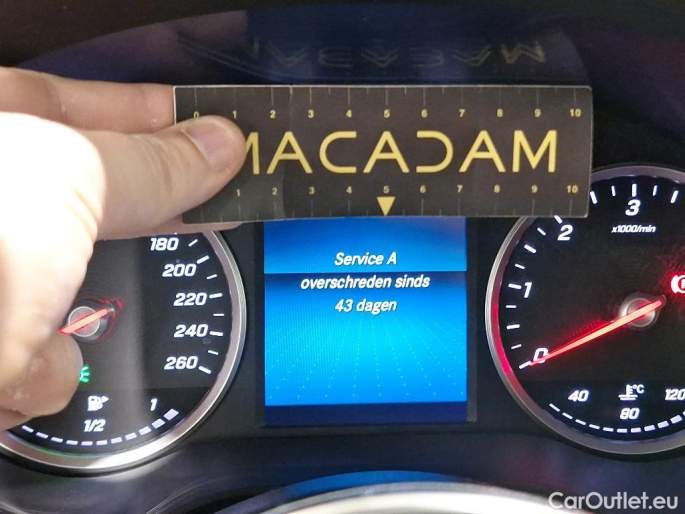 MACADAM
0 1 2 3 4 5 6 7 8 9 10
MACADAM
1 2 3 4 5 6 7 8 9 10
Service A
overschreden sinds
43 dagen
180
200
220
240
260
1/2
1
0
1
2
3
x1000/min
40
80
120
°C
CarOutlet.eu